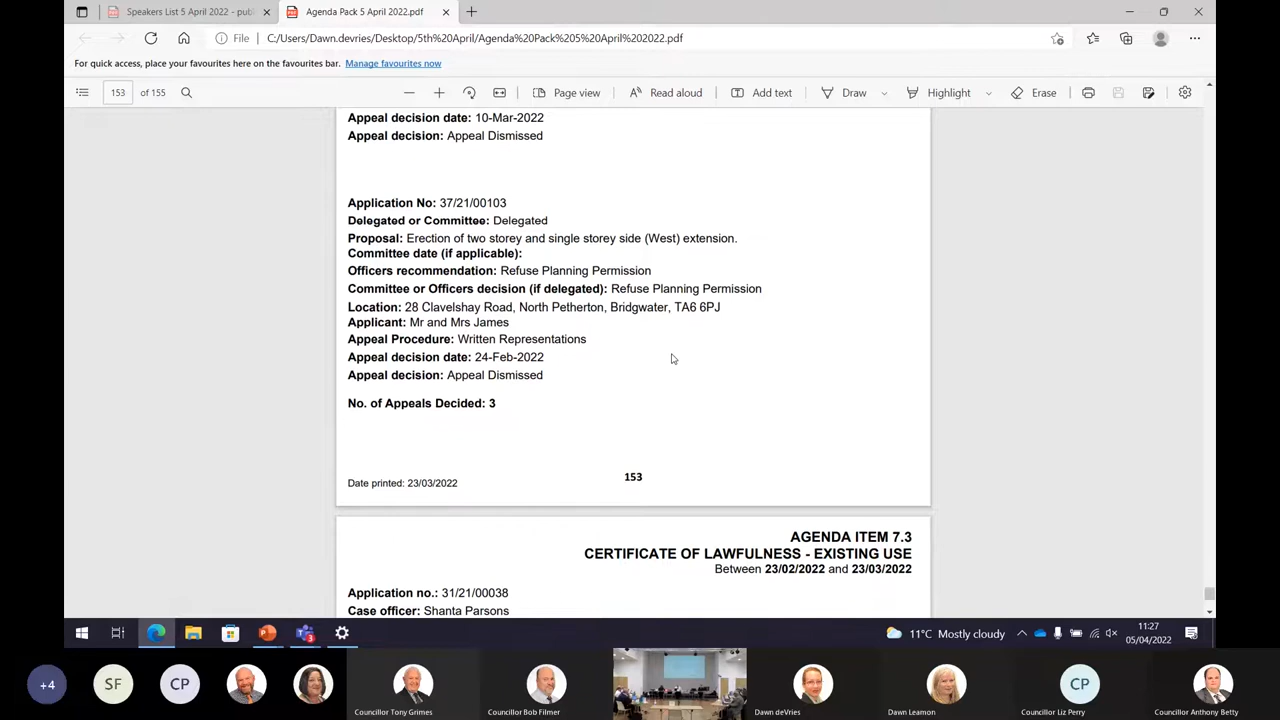 Speakers List 5 April 2022 - publ
Agenda Pack 5 April 2022.pdf
File
C:/Users/Dawn.devries/Desktop/5th%20April/Agenda%20Pack%205%20April%202022.pdf
For quick access, place your favourites here on the favourites bar. Manage favourites now
153 of 155
Page view
Read aloud
Add text
Draw
Highlight
Erase
Appeal decision date: 10-Mar-2022
Appeal decision: Appeal Dismissed
Application No: 37/21/00103
Delegated or Committee: Delegated
Proposal: Erection of two storey and single storey side (West) extension.
Committee date (if applicable):
Officers recommendation: Refuse Planning Permission
Committee or Officers decision (if delegated): Refuse Planning Permission
Location: 28 Clavelshay Road, North Petherton, Bridgwater, TA6 6PJ
Applicant: Mr and Mrs James
Appeal Procedure: Written Representations
Appeal decision date: 24-Feb-2022
Appeal decision: Appeal Dismissed
No. of Appeals Decided: 3
153
Date printed: 23/03/2022
AGENDA ITEM 7.3
CERTIFICATE OF LAWFULNESS - EXISTING USE
Between 23/02/2022 and 23/03/2022
Application no.: 31/21/00038
Case officer: Shanta Parsons
3
11°C Mostly cloudy
11:27
05/04/2022
+4
SF
CP
CP
Councillor Tony Grimes
Councillor Bob Filmer
Dawn deVries
Dawn Leamon
Councillor Liz Perry
Councillor Anthony Betty